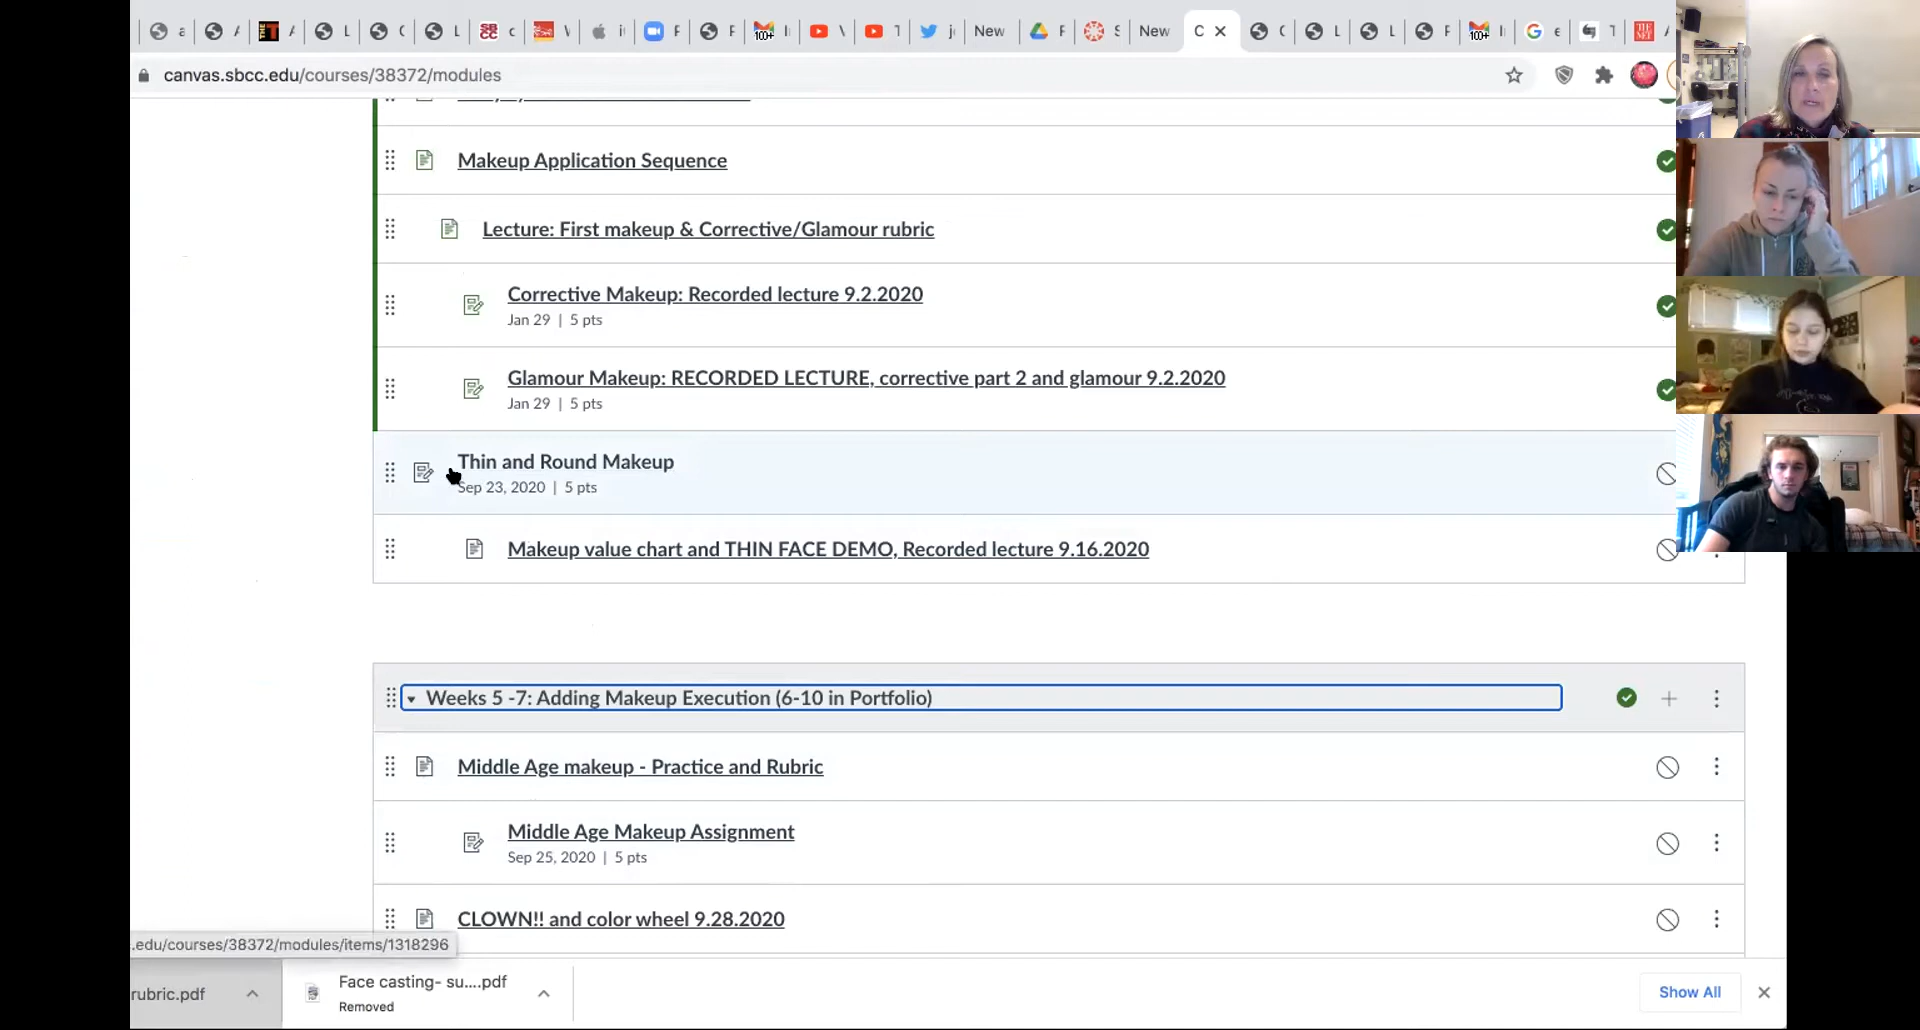 New
New
C
100+
100+
canvas.sbcc.edu/courses/38372/modules
Makeup Application Sequence
Lecture: First makeup & Corrective/Glamour rubric
Corrective Makeup: Recorded lecture 9.2.2020
Jan 29 | 5 pts
Glamour Makeup: RECORDED LECTURE, corrective part 2 and glamour 9.2.2020
Jan 29 | 5 pts
Thin and Round Makeup
Sep 23, 2020 | 5 pts
Makeup value chart and THIN FACE DEMO, Recorded lecture 9.16.2020
Weeks 5 -7: Adding Makeup Execution (6-10 in Portfolio)
Middle Age makeup - Practice and Rubric
Middle Age Makeup Assignment
Sep 25, 2020 | 5 pts
CLOWN!! and color wheel 9.28.2020
.edu/courses/38372/modules/items/1318296
rubric.pdf
Face casting- su....pdf
Removed
Show All